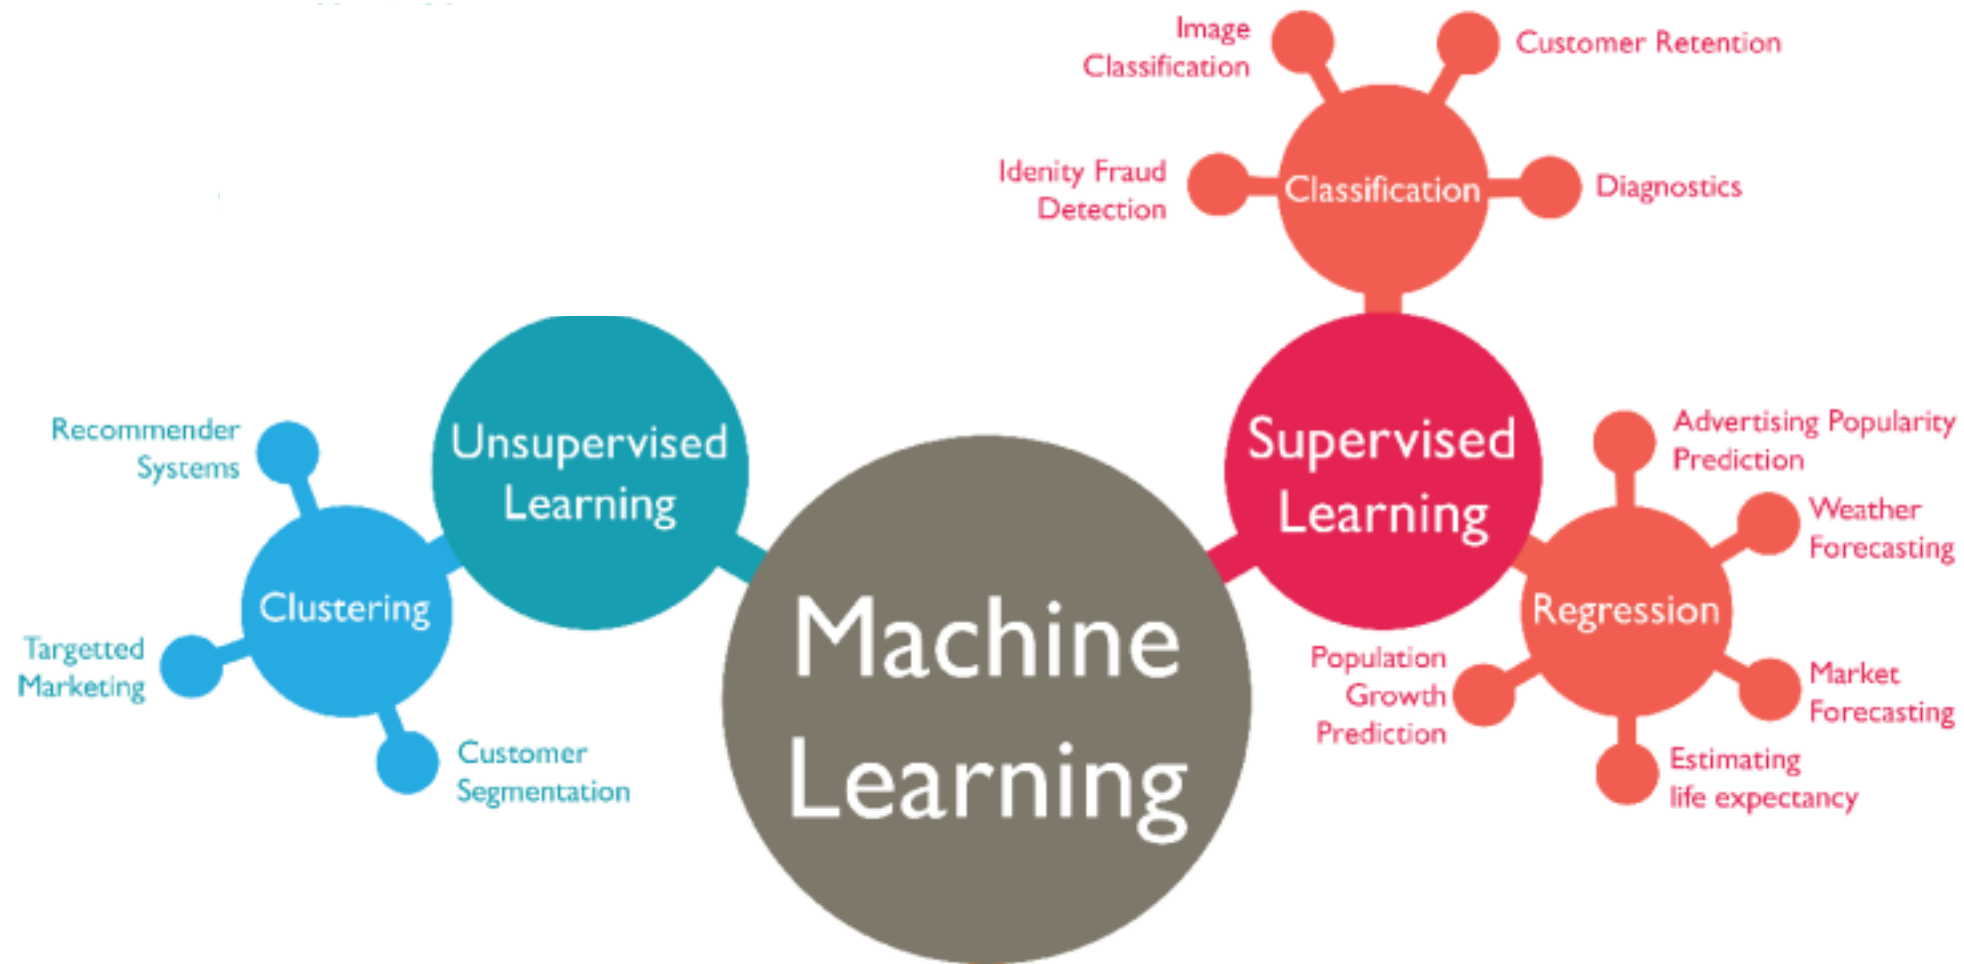 Image
Classification
Customer Retention
Idenity Fraud
Detection
Classification
Diagnostics
Unsupervised
Learning
Supervised
Learning
Recommender
Systems
Clustering
Targetted
Marketing
Customer
Segmentation
Machine
Learning
Advertising Popularity
Prediction
Weather
Forecasting
Regression
Population
Growth
Prediction
Market
Forecasting
Estimating
life expectancy